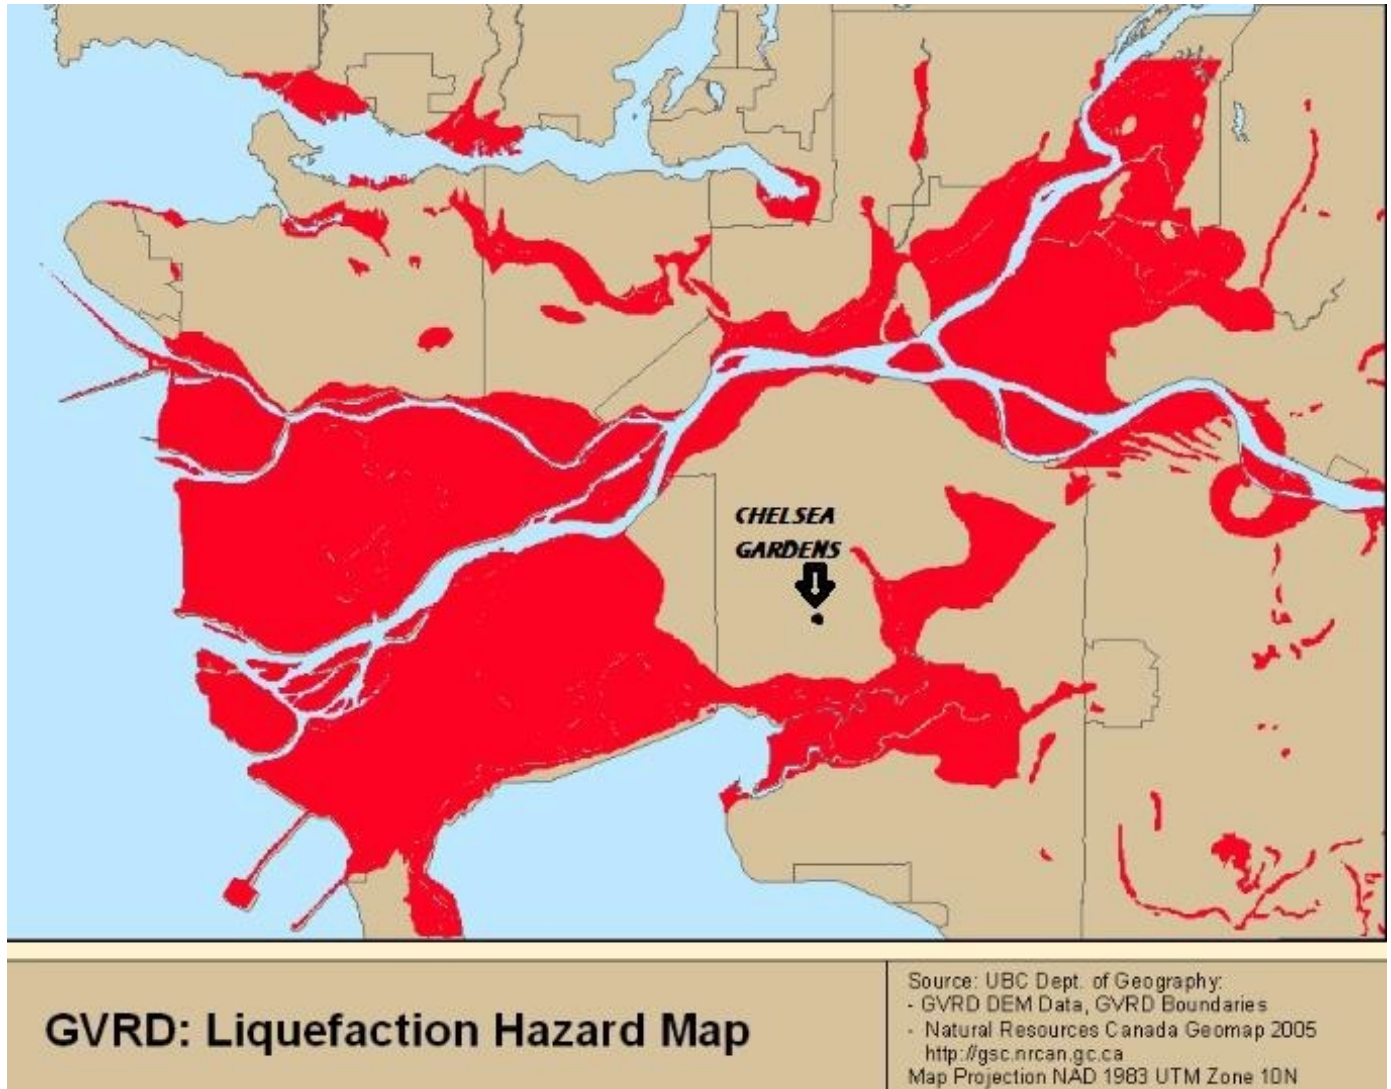 CHELSEA
GARDENS
GVRD: Liquefaction Hazard Map
Source: UBC Dept. of Geography:
- GVRD DEM Data, GVRD Boundaries
- Natural Resources Canada Geomap 2005
http://gsc.nrcan.gc.ca
Map Projection NAD 1983 UTM Zone 10N